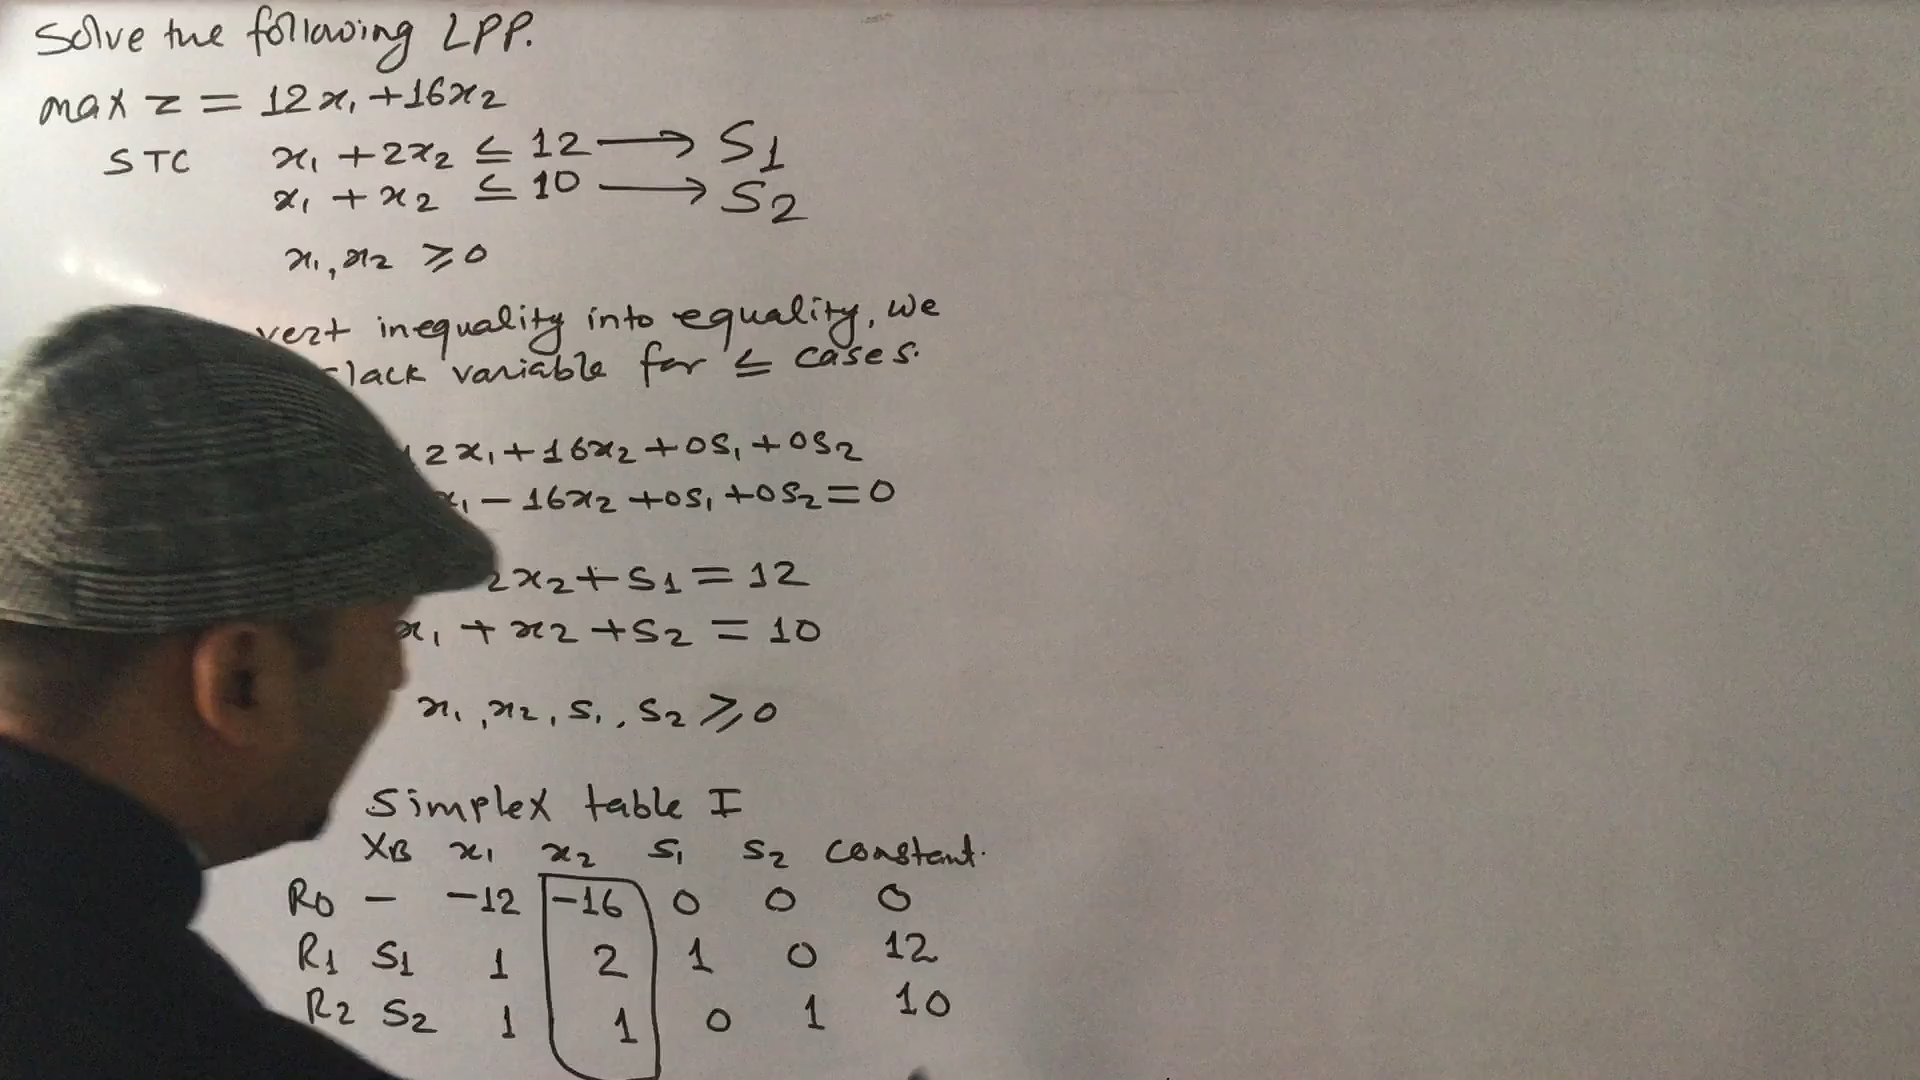 Solve the following LPP.
max z = 12x₁ + 16x₂
STC x₁ + 2x₂ ≤ 12 → S1
x₁ + x₂ ≤ 10 → S2
x₁, x₂ ≥ 0
inequality into equality, we
variable for ≤ cases.
2x₁ + 16x₂ + 0s₁ + 0s₂
x₁ - 16x₂ + 0s₁ + 0s₂ = 0
2x₂ + S1 = 12
x₁ + x₂ + S2 = 10
x₁, x₂, s₁, s₂ ≥ 0
Simplex table I
XB x₁ x₂ s₁ s₂ constant.
R0 - -12 -16 0 0 0
R1 S1 1 2 1 0 12
R2 S2 1 1 0 1 10